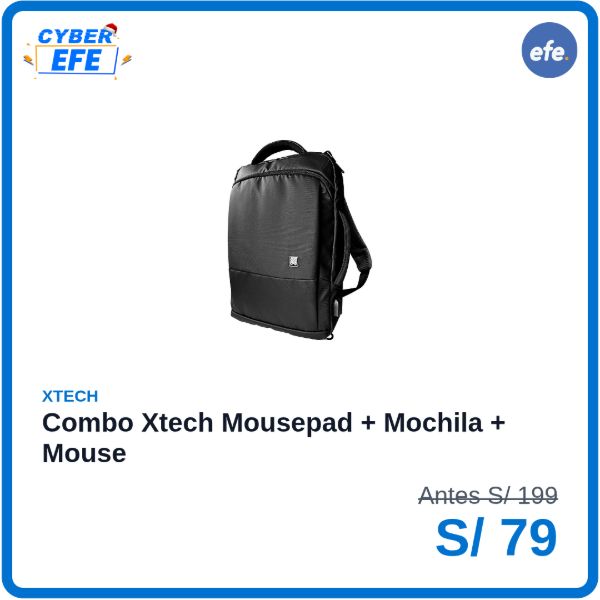 CYBER
EFE
efe.
XTECH
Combo Xtech Mousepad + Mochila +
Mouse
Antes S/ 199
S/ 79